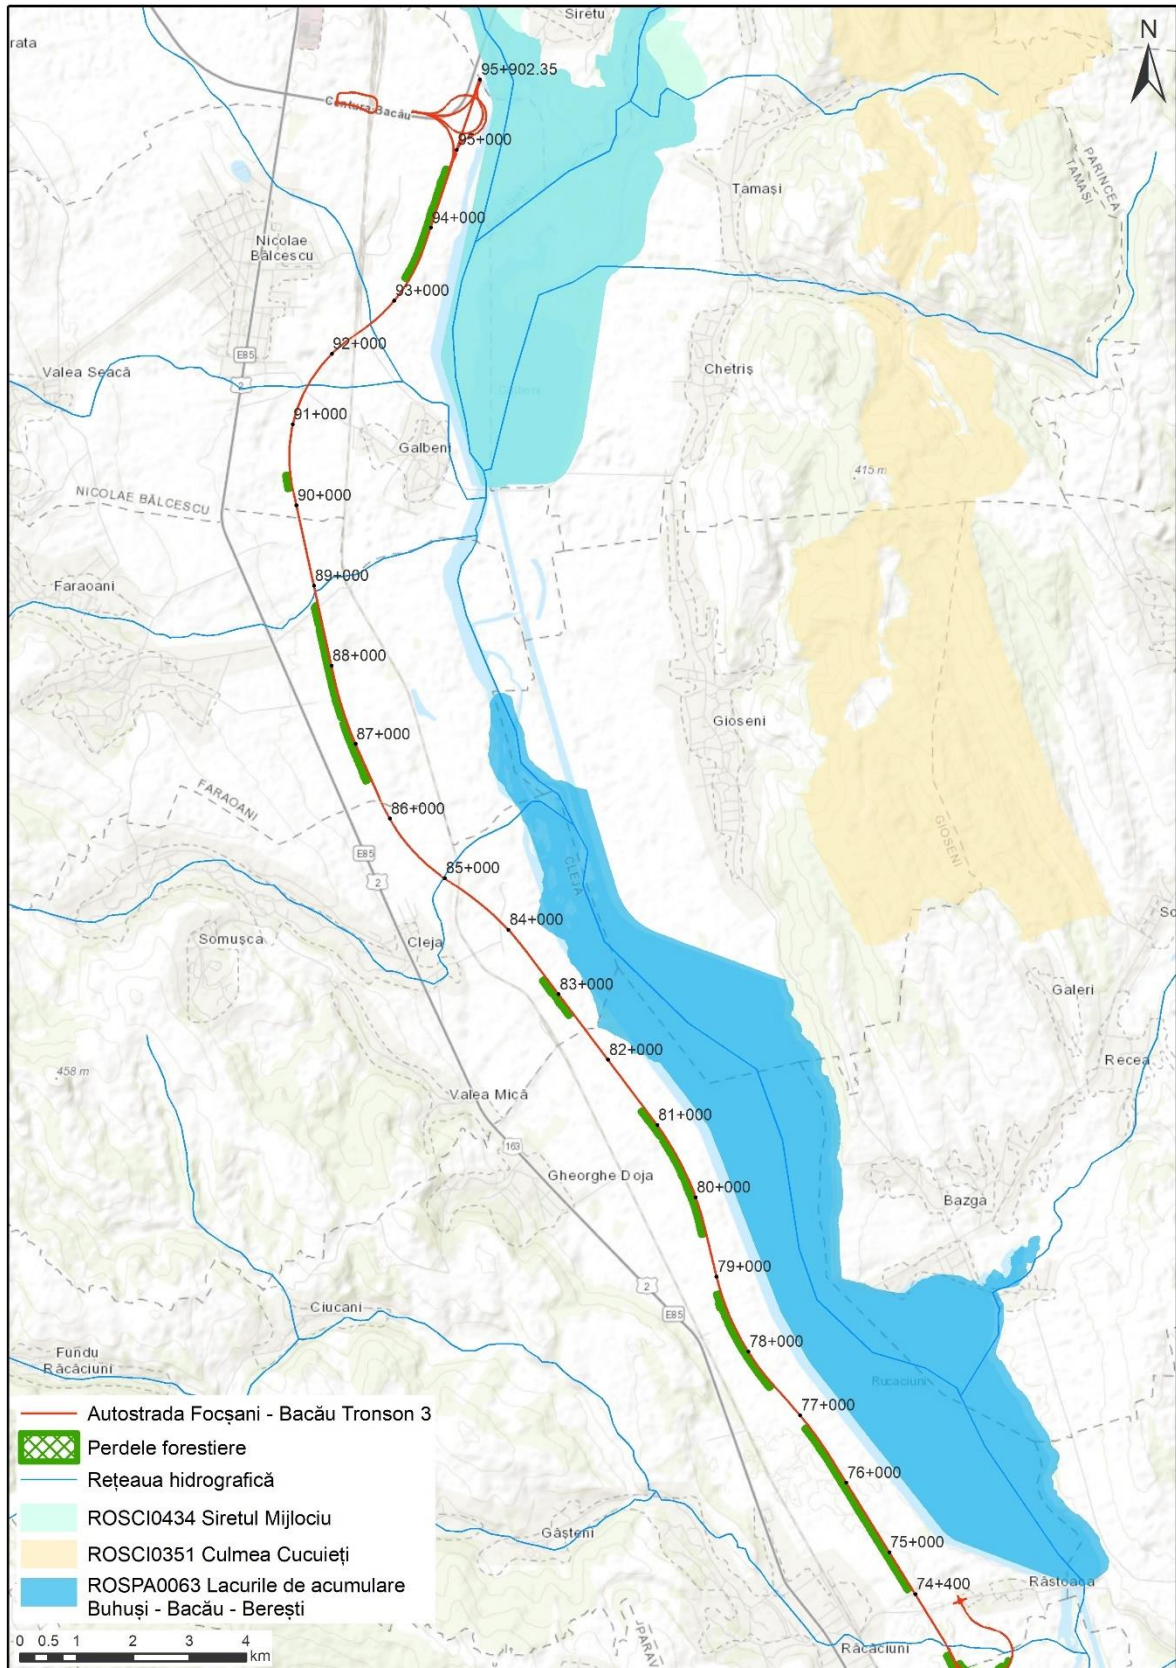 Siretu
N
rata
95+902.35
Centura Bacău
95+000
PARINCEA
TAMAȘI
Tamași
94+000
Nicolae
Bălcescu
93+000
92+000
E85
2
Valea Seacă
Chetriș
91+000
Galbeni
415 m
NICOLAE BĂLCESCU
90+000
89+000
Faraoani
88+000
Gioseni
87+000
FARAOANI
86+000
GIOSENI
E85
2
85+000
CLEJA
84+000
Somușca
Cleja
83+000
Galeri
82+000
Recea
458 m
Valea Mică
81+000
163
Gheorghe Doja
80+000
Bazga
79+000
2
E85
Ciucani
78+000
Fundu
Răcăciuni
Rucaciuni
77+000
Autostrada Focșani - Bacău Tronson 3
Perdele forestiere
76+000
Rețeaua hidrografică
ROSCI0434 Siretul Mijlociu
Gâșteni
ROSCI0351 Culmea Cucuieți
75+000
ROSPA0063 Lacurile de acumulare
Buhuși - Bacău - Berești
74+400
Răstoaca
0 0.5 1 2 3 4
km
PARAV
Răcăciuni